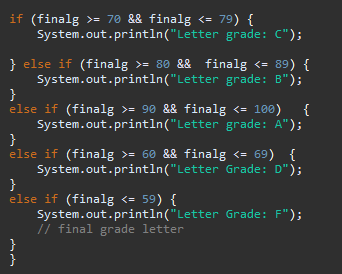 if (finalg >= 70 && finalg <= 79) {
    System.out.println("Letter grade: C");

} else if (finalg >= 80 &&  finalg <= 89) {
    System.out.println("Letter grade: B");
}
else if (finalg >= 90 && finalg <= 100)   {
    System.out.println("Letter grade: A");
}
else if (finalg >= 60 && finalg <= 69)  {
    System.out.println("Letter Grade: D");
}
else if (finalg <= 59) {
    System.out.println("Letter Grade: F");
    // final grade letter
}
}